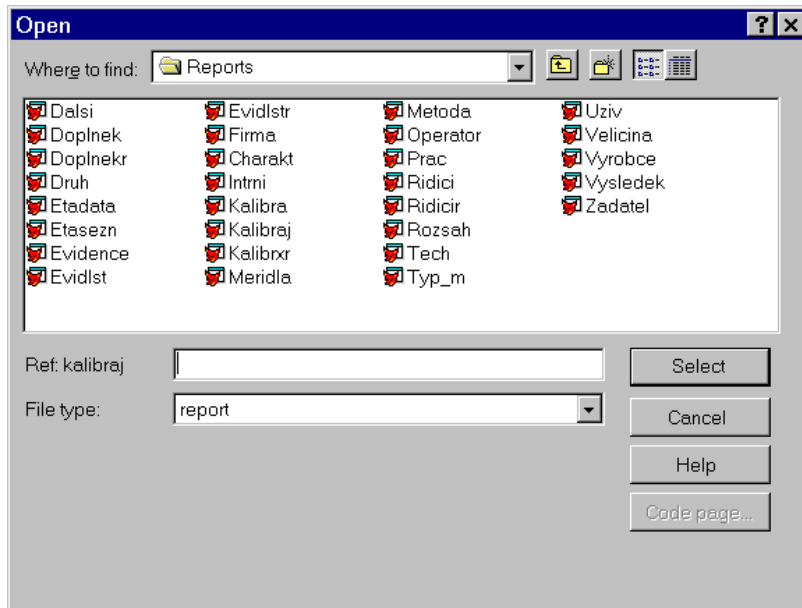 Open
Where to find: Reports
Dalsi Evidlstr Metoda Uziv
Doplnek Firma Operator Velicina
Doplnekr Charakt Prac Vyrobce
Druh Intrni Ridici Vysledek
Etadata Kalibra Ridicir Zadatel
Etasezn Kalibraj Rozsah
Evidence Kalibrxr Tech
Evidlst Meridla Typ_m
Ref: kalibraj Select
File type: report Cancel
Help
Code page...